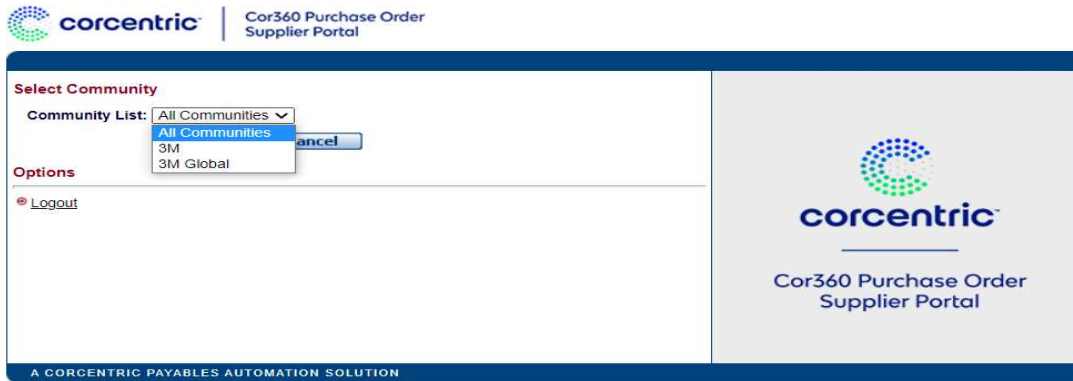 corcentric
Cor360 Purchase Order
Supplier Portal
Select Community
Community List: All Communities
All Communities
3M
3M Global
Options
Logout
corcentric
Cor360 Purchase Order
Supplier Portal
A CORCENTRIC PAYABLES AUTOMATION SOLUTION